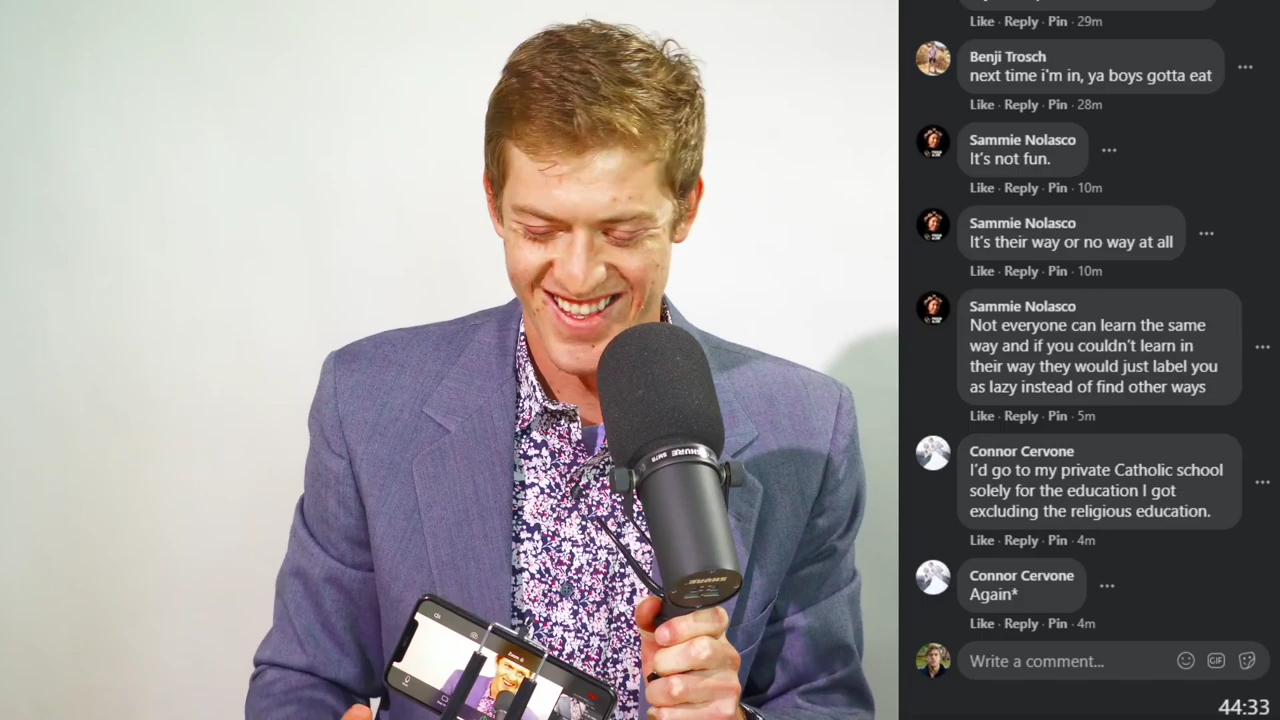 Like · Reply · Pin · 29m
Benji Trosch
next time i'm in, ya boys gotta eat
Like · Reply · Pin · 28m
Sammie Nolasco
It's not fun.
Like · Reply · Pin · 10m
Sammie Nolasco
It's their way or no way at all
Like · Reply · Pin · 10m
Sammie Nolasco
Not everyone can learn the same
way and if you couldn't learn in
their way they would just label you
as lazy instead of find other ways
Like · Reply · Pin · 5m
Connor Cervone
I'd go to my private Catholic school
solely for the education I got
excluding the religious education.
Like · Reply · Pin · 4m
Connor Cervone
Again*
Like · Reply · Pin · 4m
Write a comment...
GIF
44:33
SHURE SM7B
SHURE